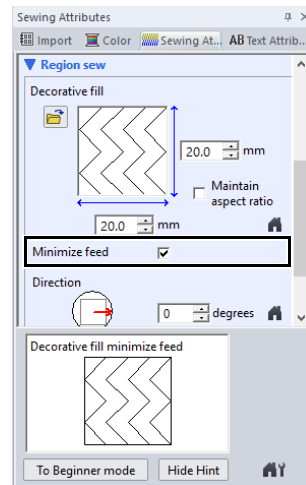 Sewing Attributes
Import Color Sewing At... AB Text Attrib...
Region sew
Decorative fill
20.0 mm
Maintain
aspect ratio
20.0 mm
Minimize feed
Direction
0 degrees
Decorative fill minimize feed
To Beginner mode Hide Hint